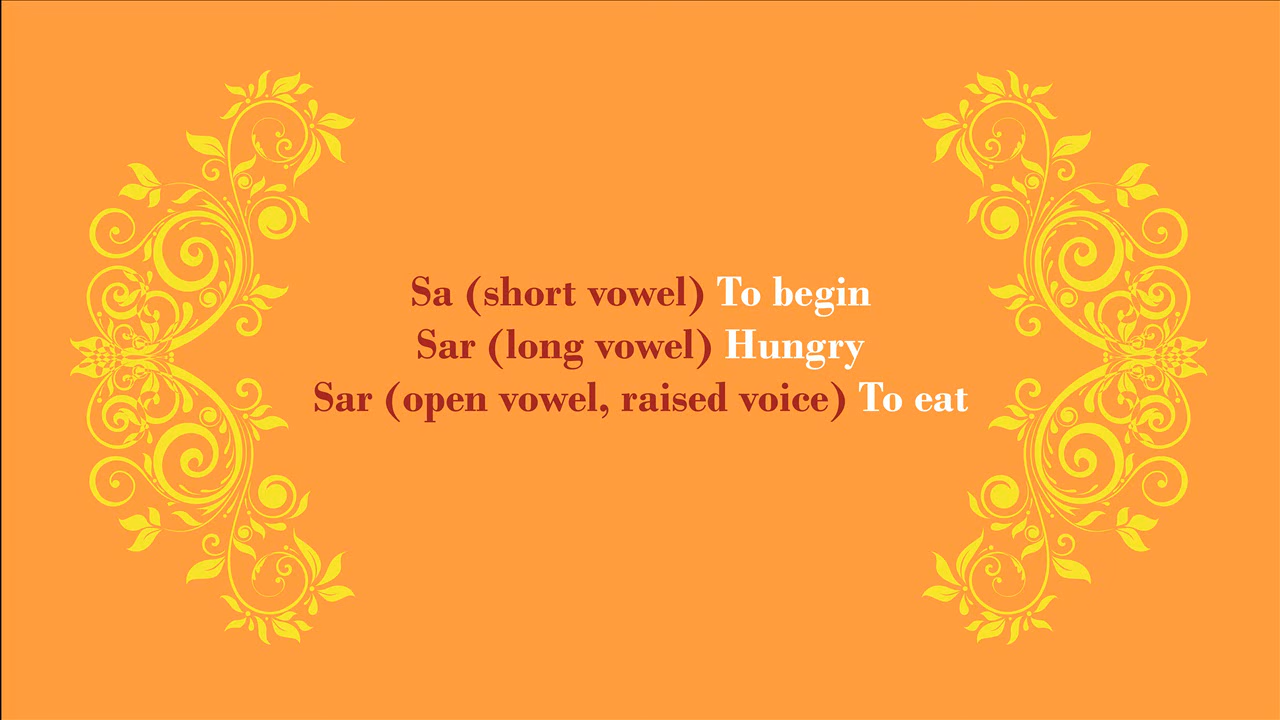 Sa (short vowel) To begin
Sar (long vowel) Hungry
Sar (open vowel, raised voice) To eat